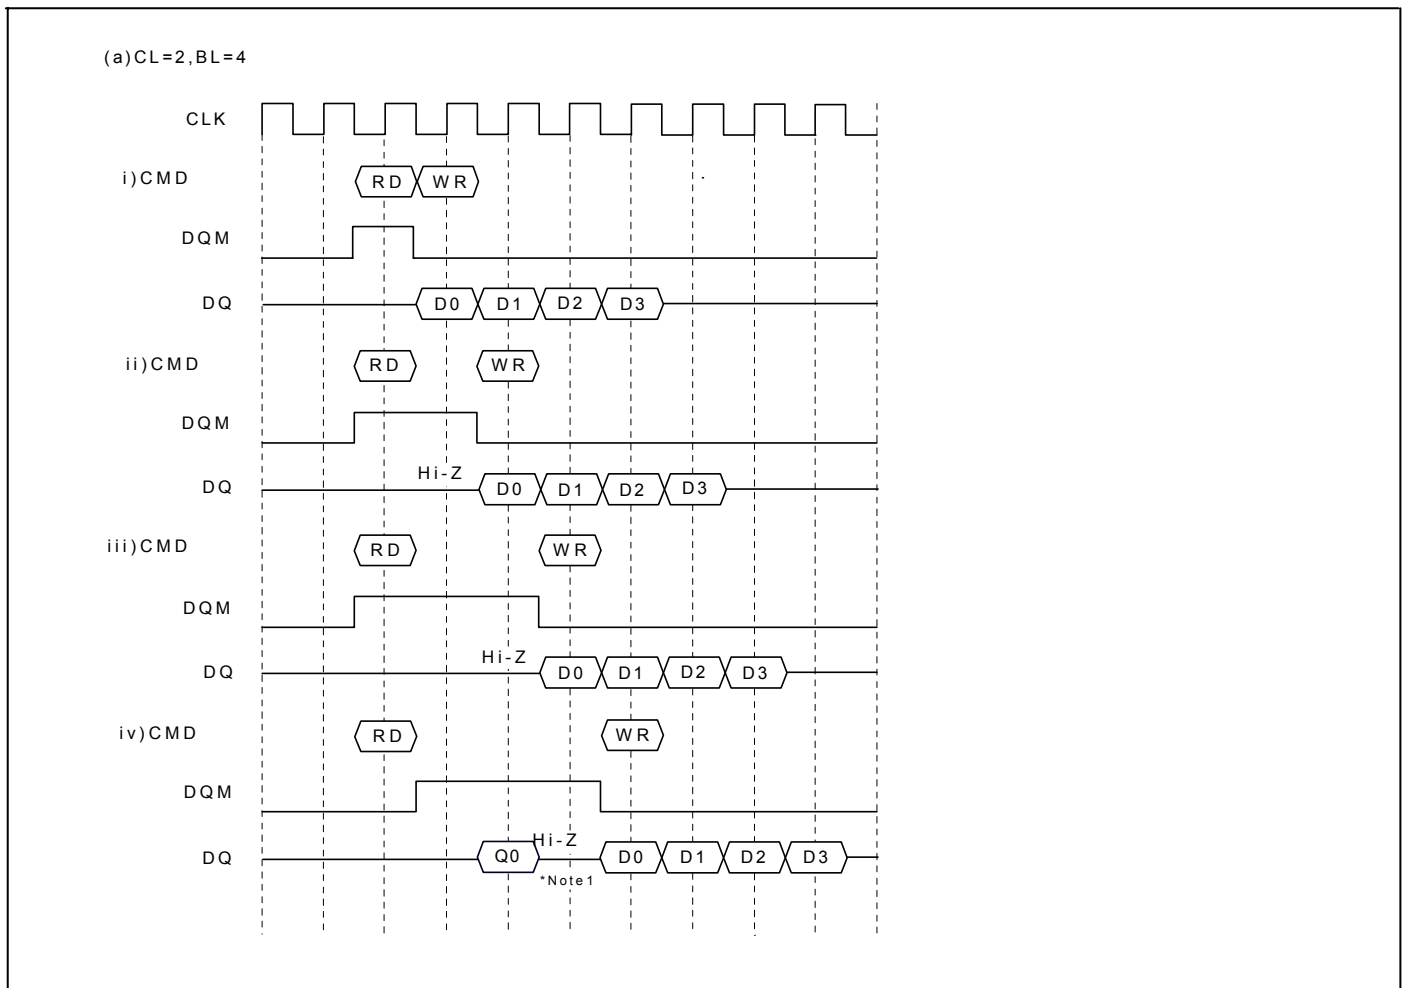 (a)CL=2,BL=4
CLK
i)CMD RD WR
DQM
DQ D0 D1 D2 D3
ii)CMD RD WR
DQM
Hi-Z
DQ D0 D1 D2 D3
iii)CMD RD WR
DQM
Hi-Z
DQ D0 D1 D2 D3
iv)CMD RD WR
DQM
Hi-Z
DQ Q0 D0 D1 D2 D3
*Note1